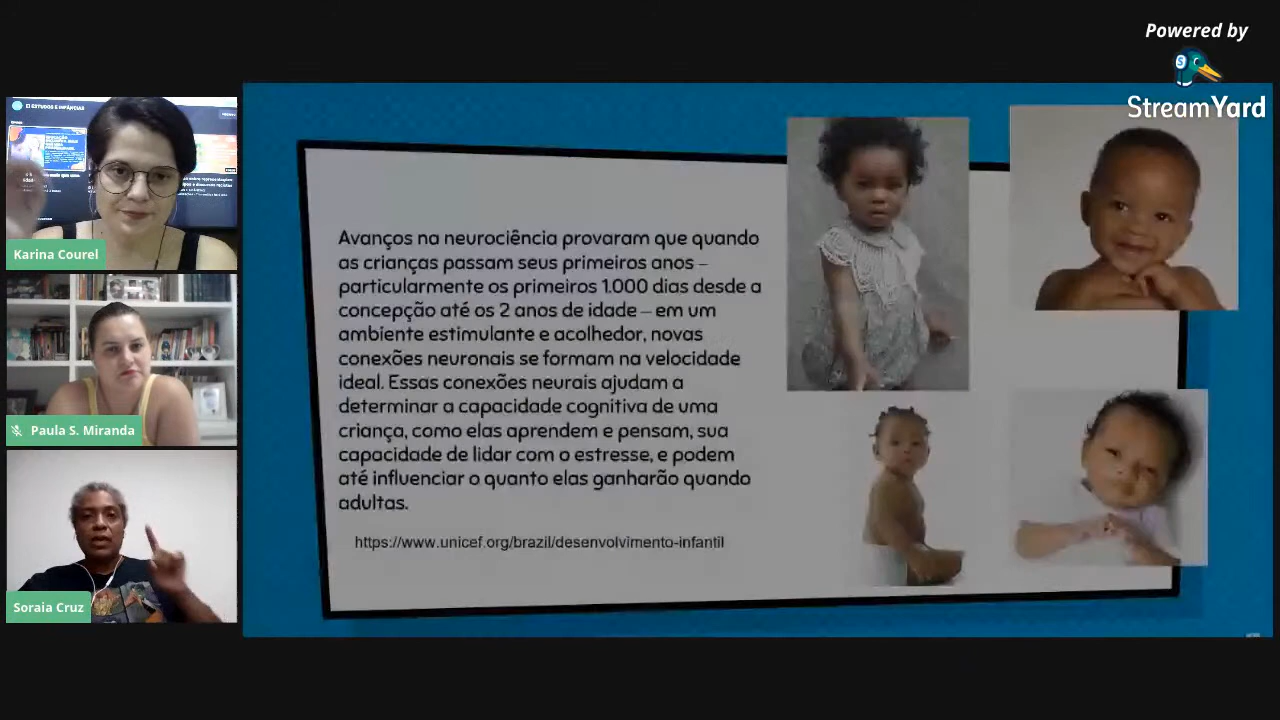 Powered by
StreamYard
EI ESTUDOS E INFÂNCIAS
Karina Courel
Paula S. Miranda
Soraia Cruz
Avanços na neurociência provaram que quando
as crianças passam seus primeiros anos –
particularmente os primeiros 1.000 dias desde a
concepção até os 2 anos de idade – em um
ambiente estimulante e acolhedor, novas
conexões neuronais se formam na velocidade
ideal. Essas conexões neurais ajudam a
determinar a capacidade cognitiva de uma
criança, como elas aprendem e pensam, sua
capacidade de lidar com o estresse, e podem
até influenciar o quanto elas ganharão quando
adultas.
https://www.unicef.org/brazil/desenvolvimento-infantil